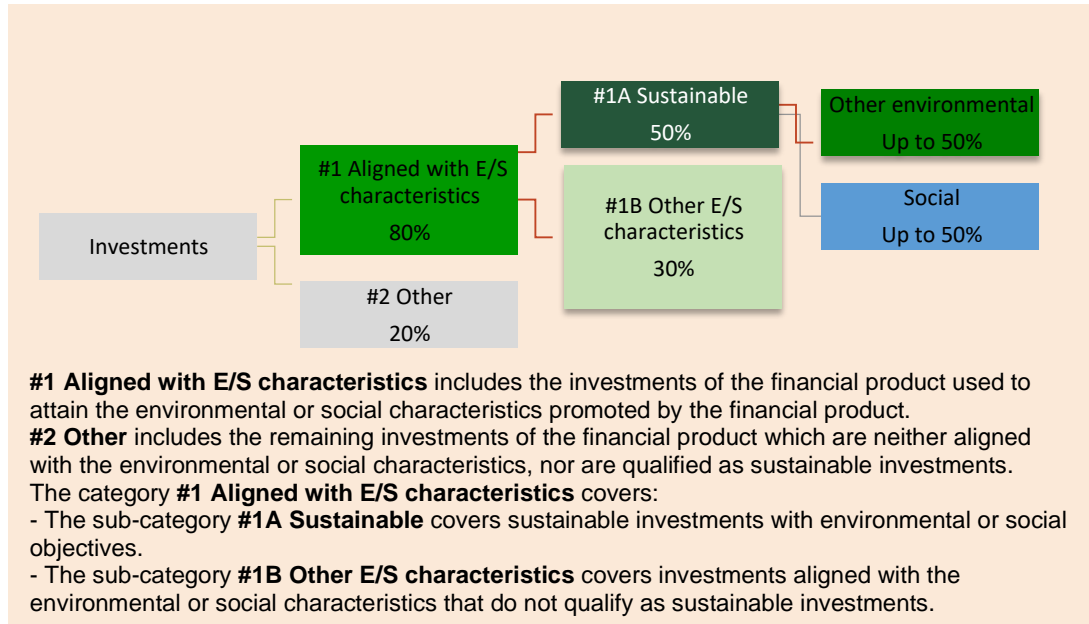 #1A Sustainable
50%
Other environmental
Up to 50%
#1 Aligned with E/S
characteristics
80%
#1B Other E/S
characteristics
30%
Social
Up to 50%
Investments
#2 Other
20%
#1 Aligned with E/S characteristics includes the investments of the financial product used to
attain the environmental or social characteristics promoted by the financial product.
#2 Other includes the remaining investments of the financial product which are neither aligned
with the environmental or social characteristics, nor are qualified as sustainable investments.
The category #1 Aligned with E/S characteristics covers:
- The sub-category #1A Sustainable covers sustainable investments with environmental or social
objectives.
- The sub-category #1B Other E/S characteristics covers investments aligned with the
environmental or social characteristics that do not qualify as sustainable investments.